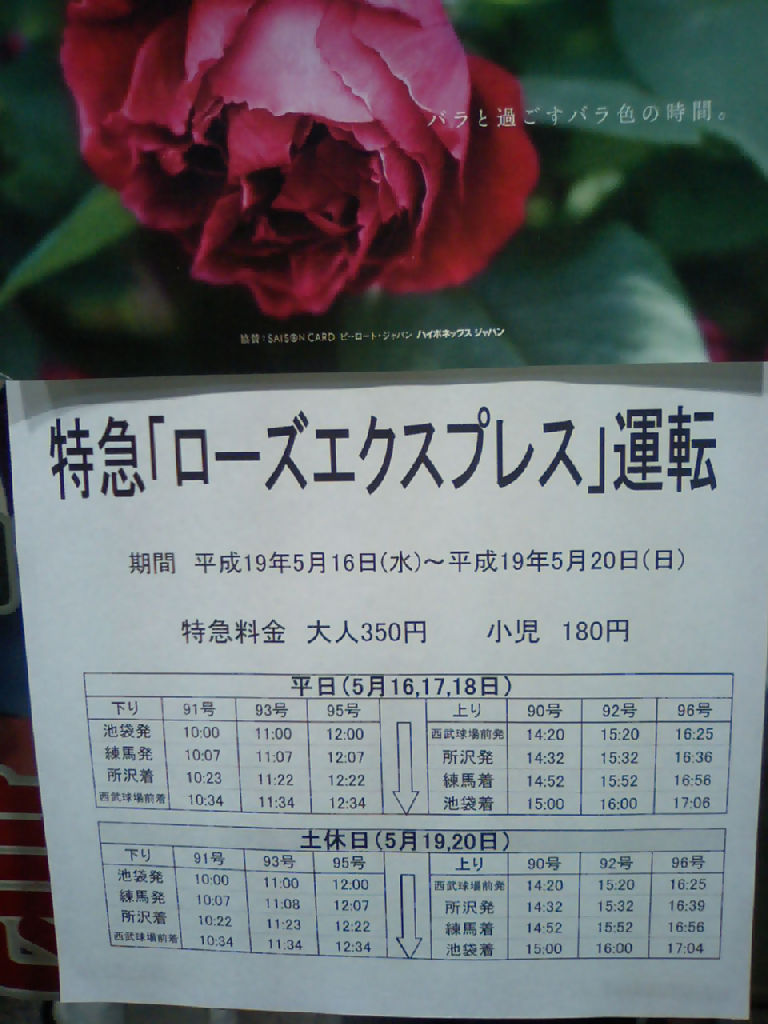 バラと過ごすバラ色の時間。
協賛：SAISON CARD ピーロート・ジャパン ハイポネックス ジャパン
特急「ローズエクスプレス」運転
期間 平成19年5月16日(水)～平成19年5月20日(日)
特急料金 大人350円 小児 180円
平日(5月16,17,18日)
下り 91号 93号 95号 上り 90号 92号 96号
池袋発 10:00 11:00 12:00 西武球場前発 14:20 15:20 16:25
練馬発 10:07 11:07 12:07 所沢発 14:32 15:32 16:36
所沢着 10:23 11:22 12:22 練馬着 14:52 15:52 16:56
西武球場前着 10:34 11:34 12:34 池袋着 15:00 16:00 17:06
土休日(5月19,20日)
下り 91号 93号 95号 上り 90号 92号 96号
池袋発 10:00 11:00 12:00 西武球場前発 14:20 15:20 16:25
練馬発 10:07 11:08 12:07 所沢発 14:32 15:32 16:39
所沢着 10:22 11:23 12:22 練馬着 14:52 15:52 16:56
西武球場前着 10:34 11:34 12:34 池袋着 15:00 16:00 17:04